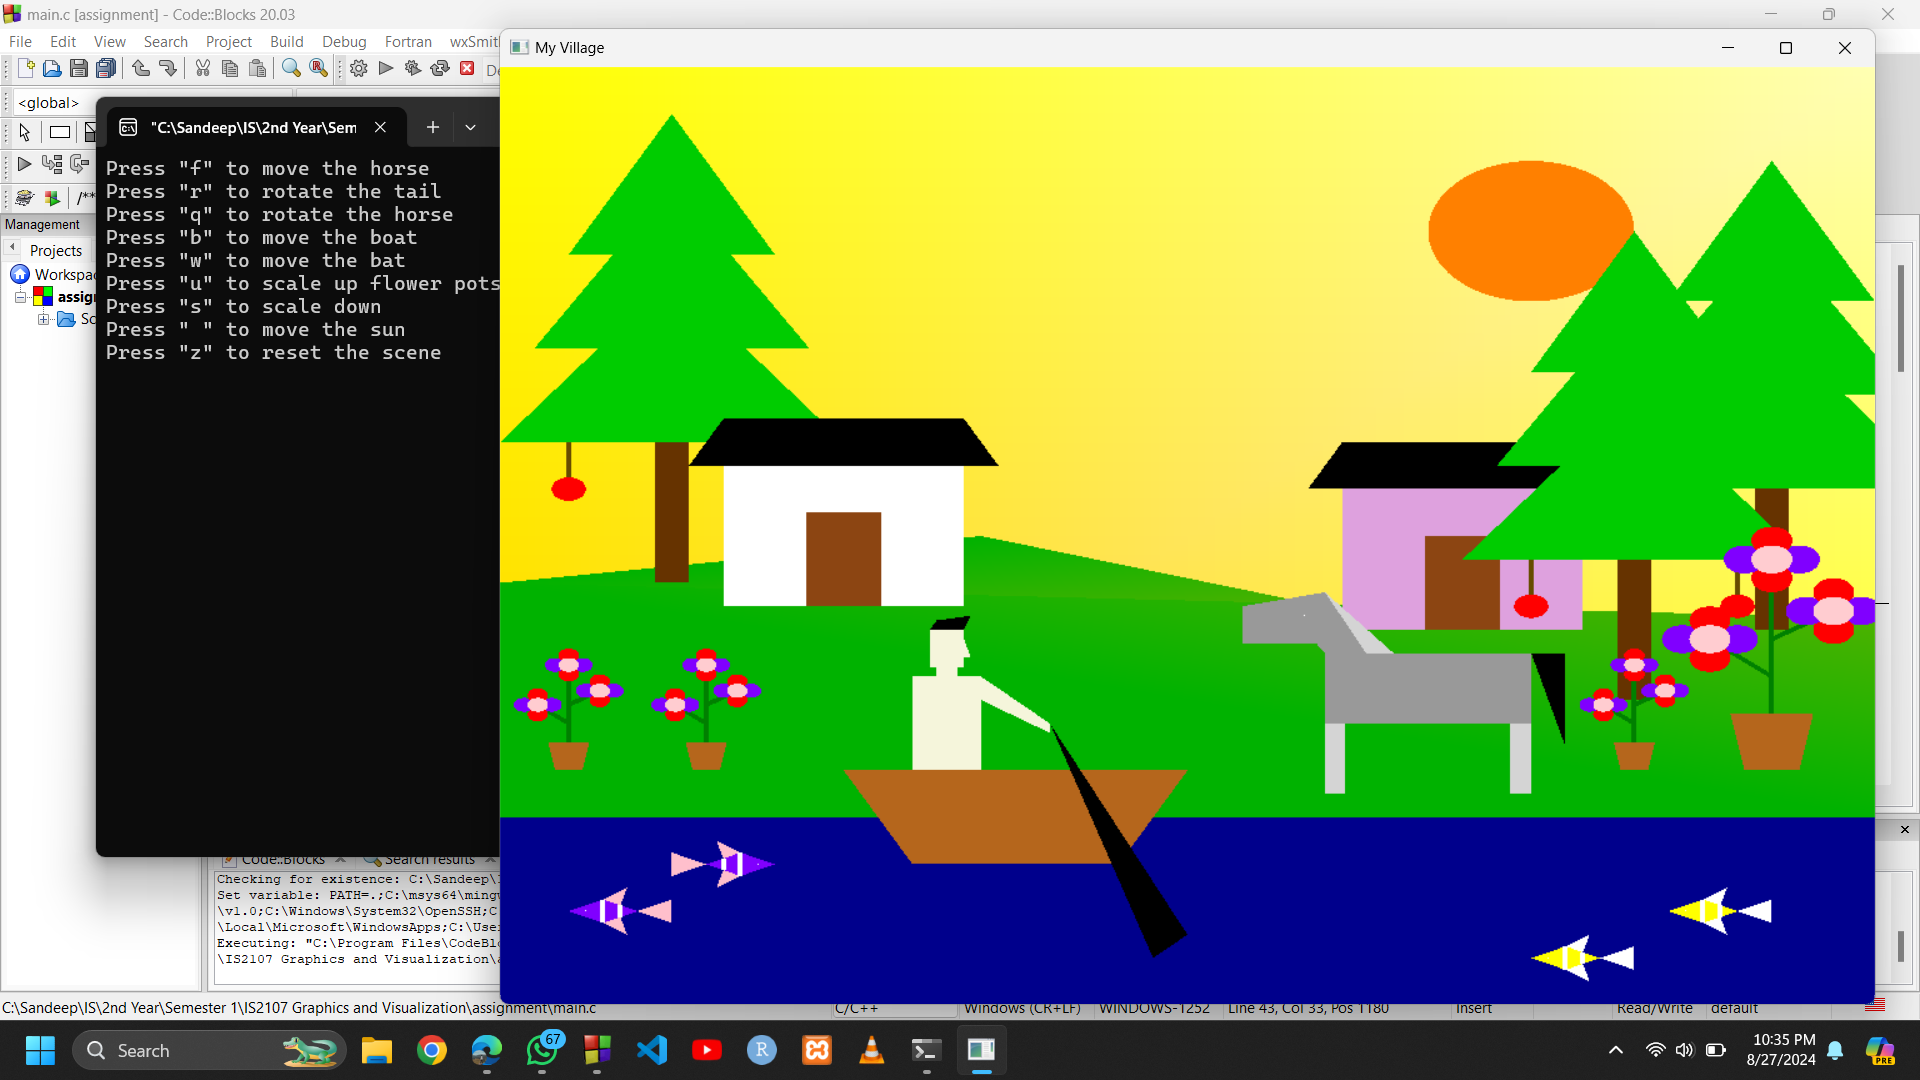 main.c [assignment] - Code::Blocks 20.03
File Edit View Search Project Build Debug Fortran wxSmit
My Village
<global>
"C:\Sandeep\IS\2nd Year\Sem
Press "f" to move the horse
Press "r" to rotate the tail
Press "q" to rotate the horse
Press "b" to move the boat
Press "w" to move the bat
Press "u" to scale up flower pots
Press "s" to scale down
Press " " to move the sun
Press "z" to reset the scene
/**
Management
Projects
Workspac
assign
Sc
Code::Blocks Search results
Checking for existence: C:\Sandeep\
Set variable: PATH=.;C:\msys64\ming
\v1.0;C:\Windows\System32\OpenSSH;C
\Local\Microsoft\WindowsApps;C:\User
Executing: "C:\Program Files\CodeBl
\IS2107 Graphics and Visualization\
C:\Sandeep\IS\2nd Year\Semester 1\IS2107 Graphics and Visualization\assignment\main.c C/C++ Windows (CR+LF) WINDOWS-1252 Line 43, Col 33, Pos 1180 Insert Read/Write default
Search
67
10:35 PM
8/27/2024
PRE